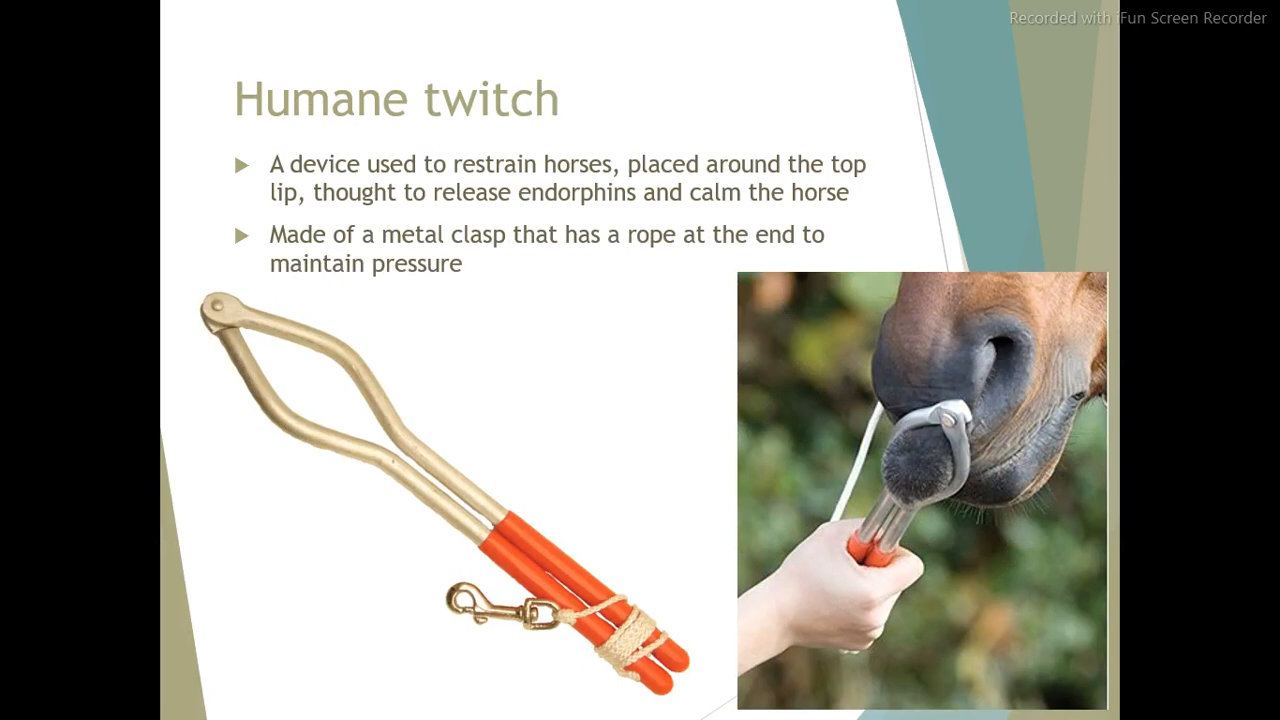 Recorded with iFun Screen Recorder
Humane twitch
A device used to restrain horses, placed around the top
lip, thought to release endorphins and calm the horse
Made of a metal clasp that has a rope at the end to
maintain pressure